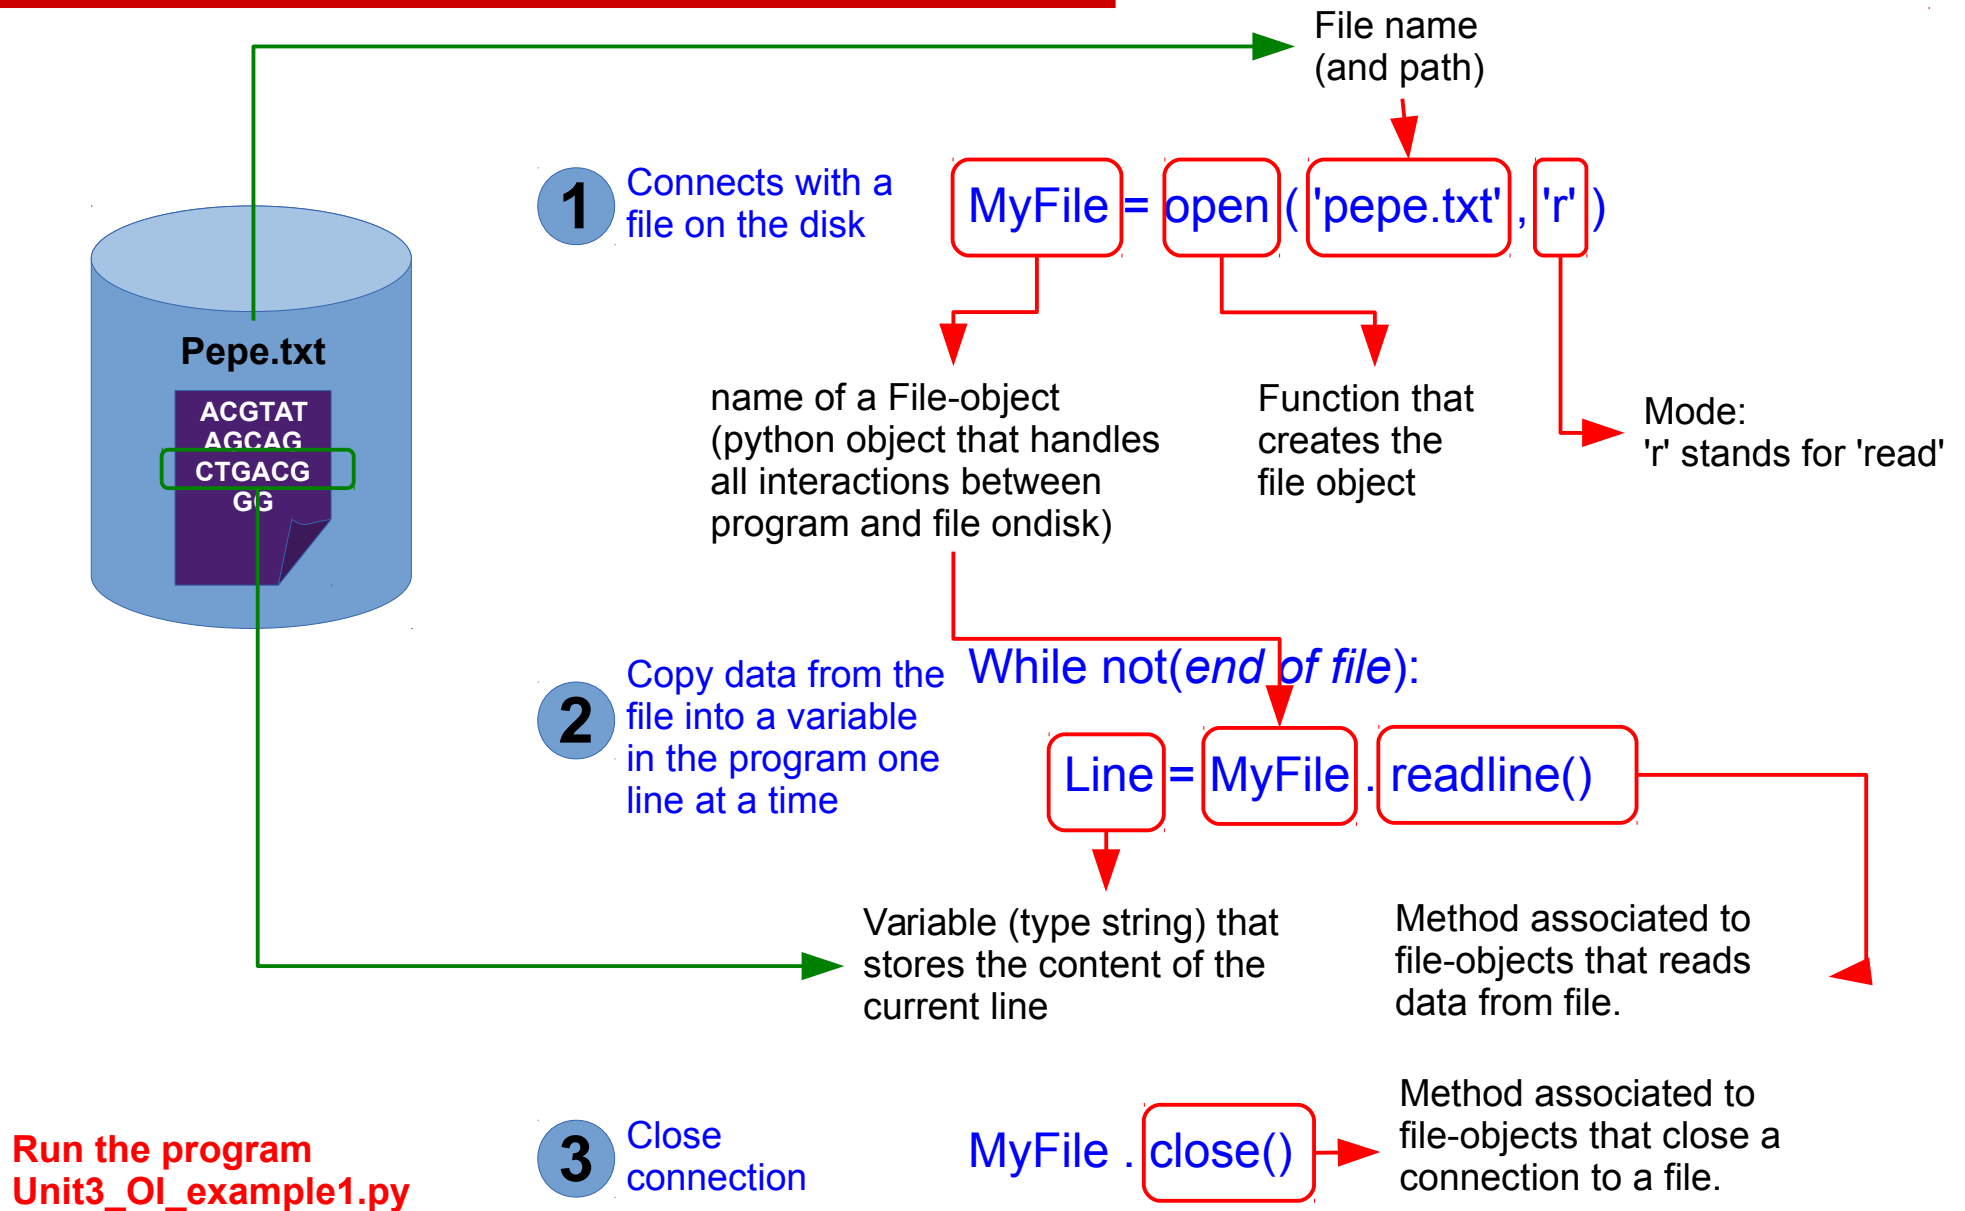 File name
(and path)
1
Connects with a
file on the disk
MyFile = open ( 'pepe.txt' , 'r' )
Pepe.txt
ACGTAT
AGCAG
CTGACG
GG
name of a File-object
(python object that handles
all interactions between
program and file ondisk)
Function that
creates the
file object
Mode:
'r' stands for 'read'
2
Copy data from the
file into a variable
in the program one
line at a time
While not(end of file):
Line = MyFile . readline()
Variable (type string) that
stores the content of the
current line
Method associated to
file-objects that reads
data from file.
3
Close
connection
MyFile . close()
Method associated to
file-objects that close a
connection to a file.
Run the program
Unit3_OI_example1.py